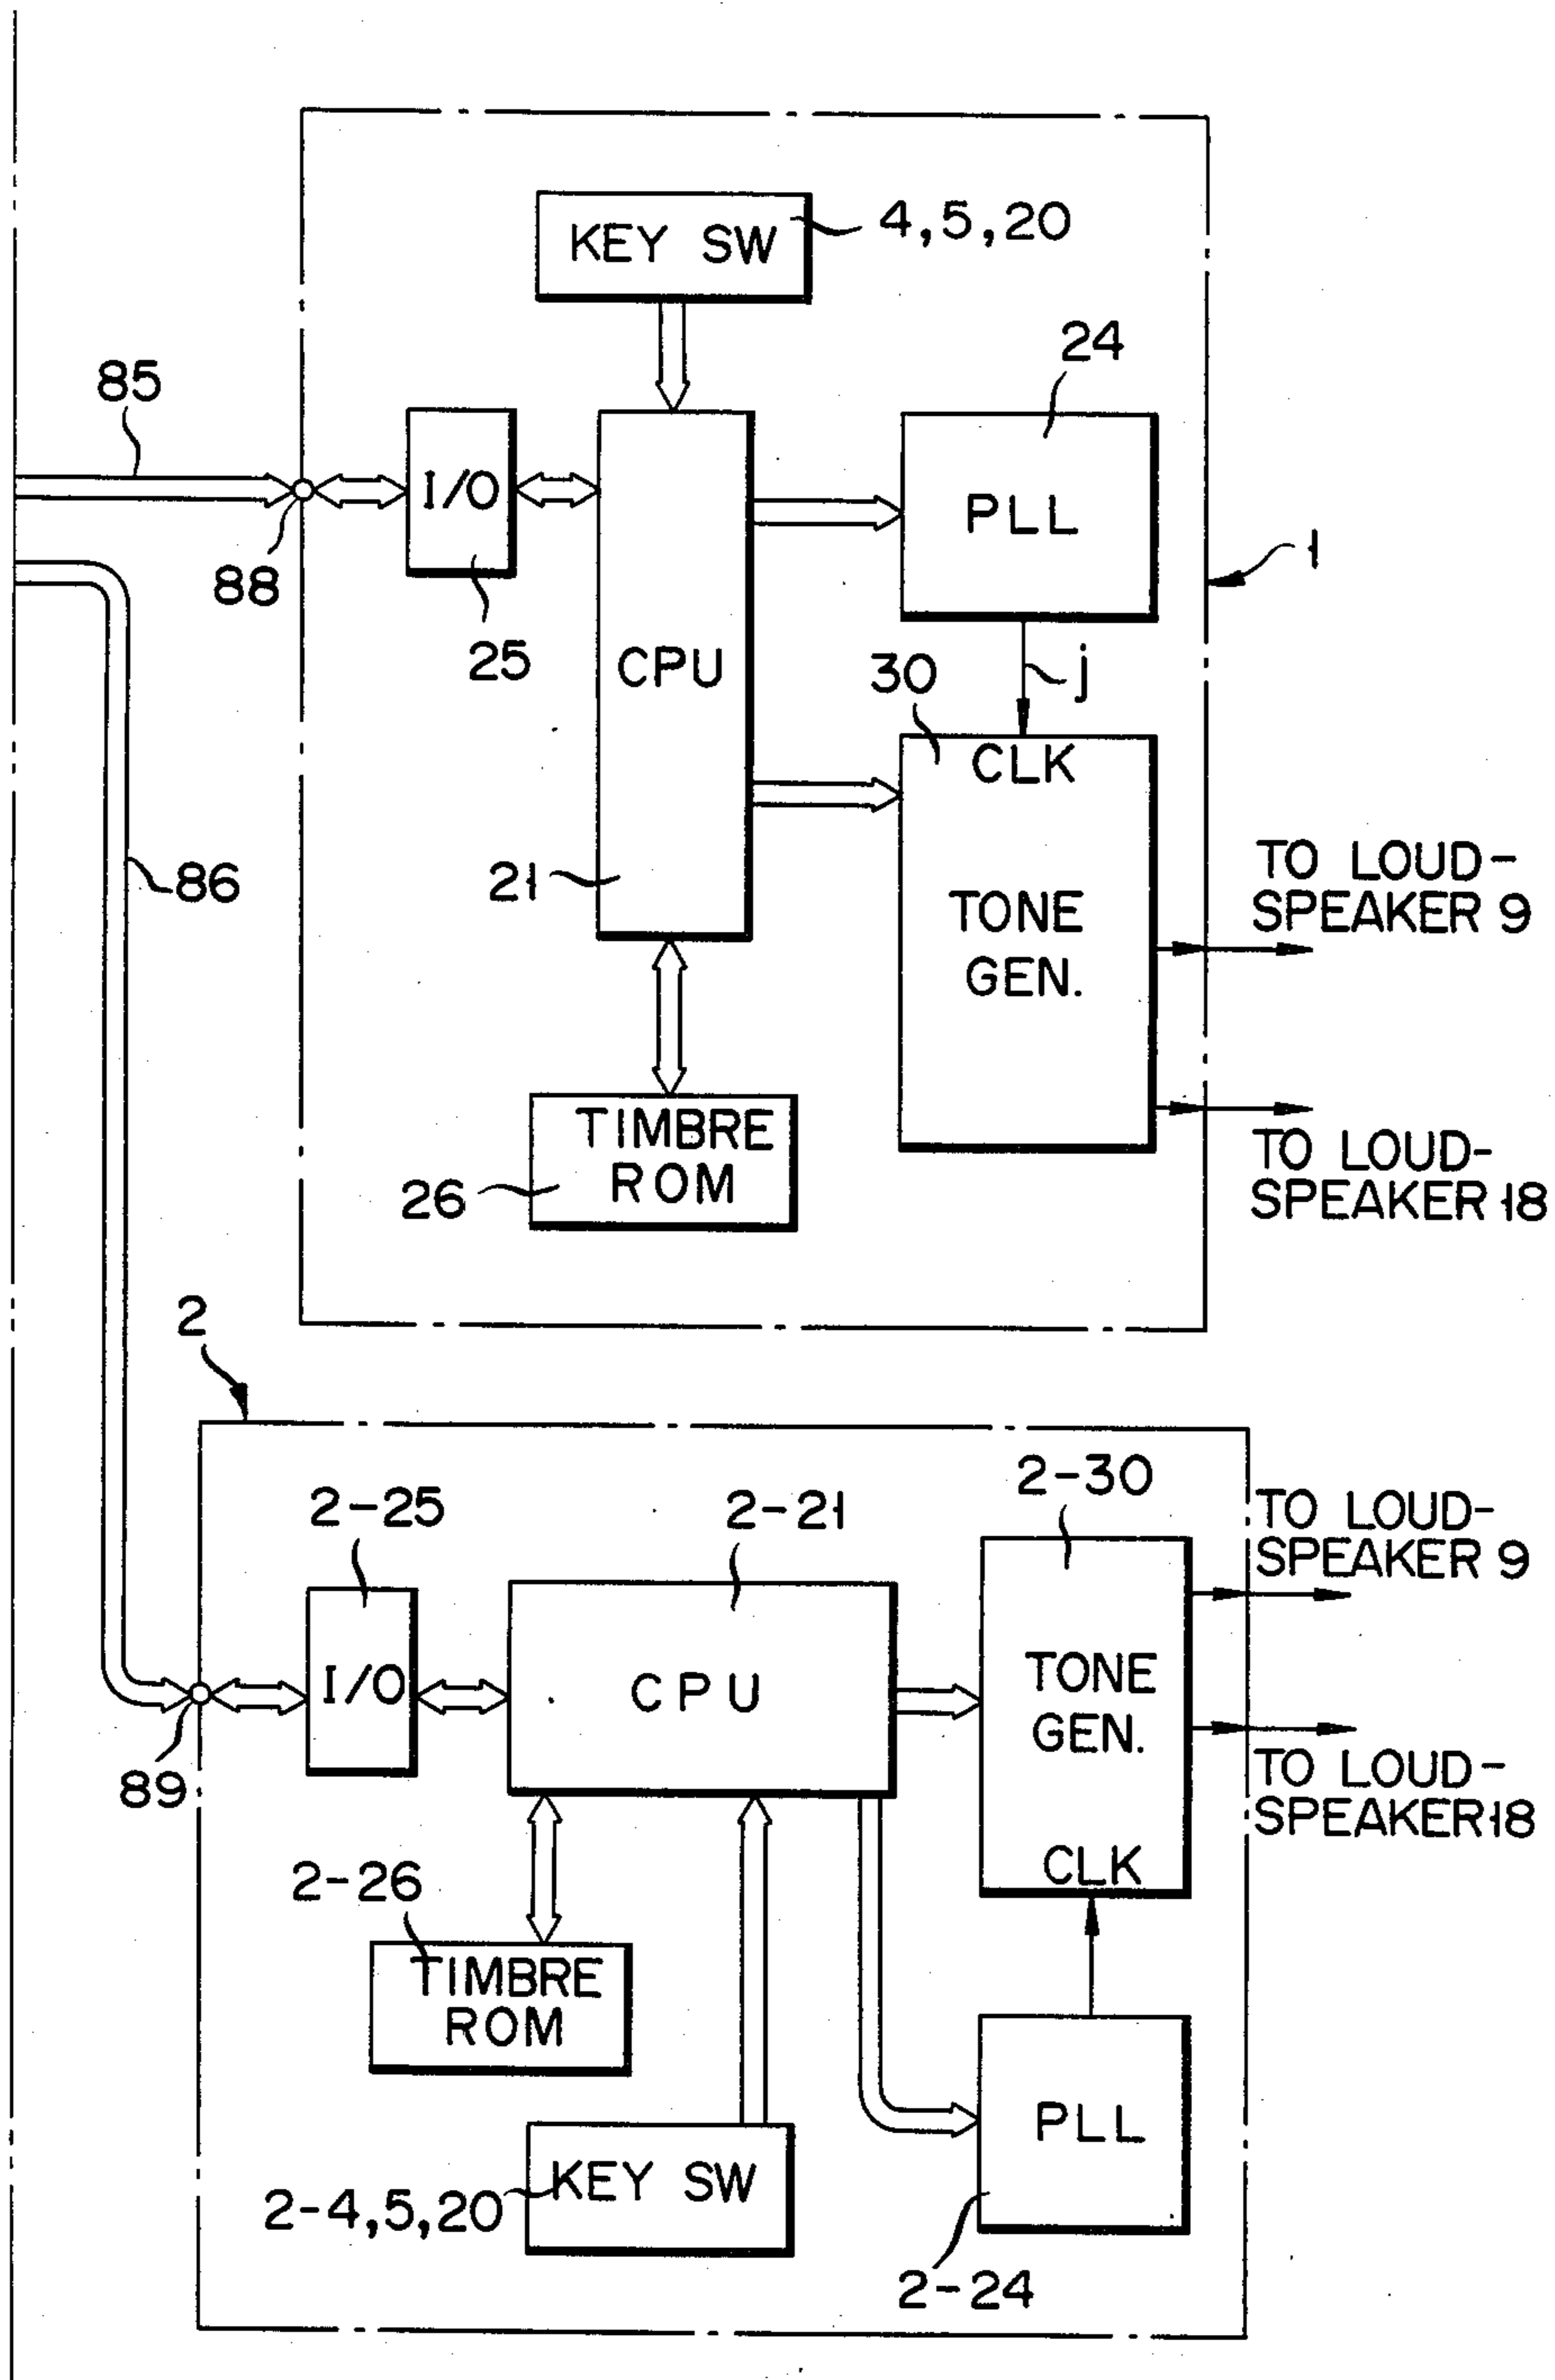 KEY SW
4,5,20
24
85
I/O
PLL
1
88
25
CPU
30
j
CLK
86
21
TONE
GEN.
TO LOUD-
SPEAKER 9
TIMBRE
ROM
26
TO LOUD-
SPEAKER 18
2
2-30
2-25
2-21
TO LOUD-
SPEAKER 9
I/O
CPU
TONE
GEN.
89
TO LOUD-
SPEAKER 18
CLK
2-26
TIMBRE
ROM
PLL
KEY SW
2-4,5,20
2-24